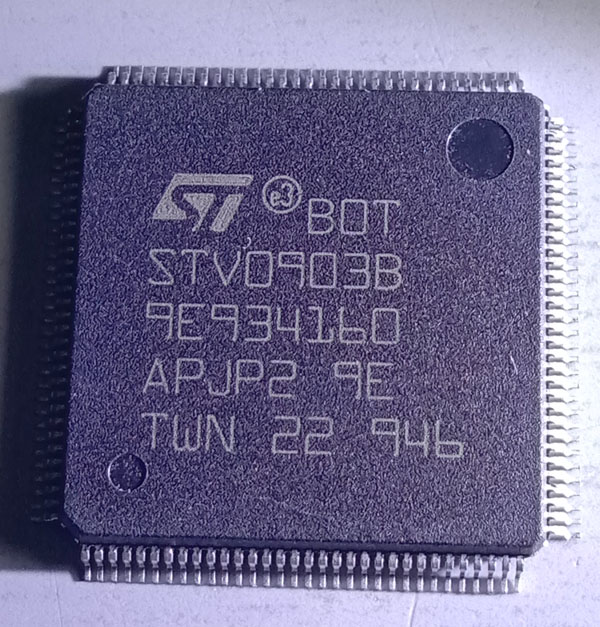 ST e3 BOT
STV0903B
9E934160
APJP2 9E
TWN 22 946